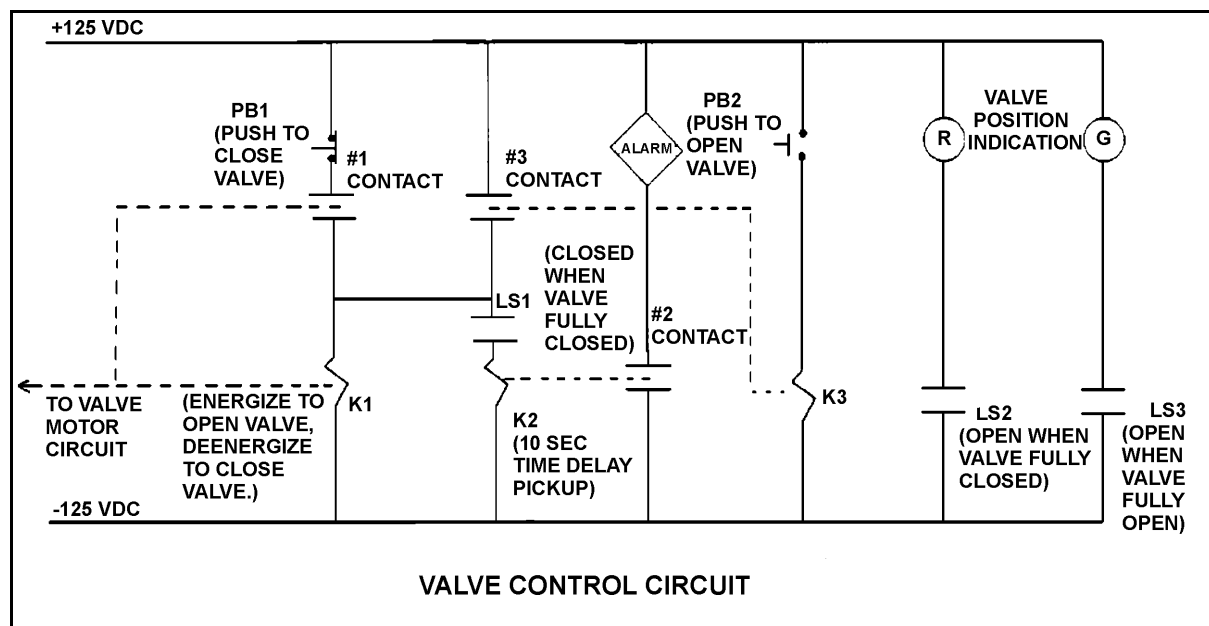 +125 VDC
PB1
(PUSH TO
CLOSE
VALVE)
#1
CONTACT
#3
CONTACT
ALARM
PB2
(PUSH TO
OPEN
VALVE)
R
VALVE
POSITION
INDICATION
G
(CLOSED
WHEN
VALVE
FULLY
CLOSED)
LS1
#2
CONTACT
TO VALVE
MOTOR
CIRCUIT
(ENERGIZE TO
OPEN VALVE,
DEENERGIZE
TO CLOSE
VALVE.)
K1
K2
(10 SEC
TIME DELAY
PICKUP)
K3
LS2
(OPEN WHEN
VALVE FULLY
CLOSED)
LS3
(OPEN
WHEN
VALVE
FULLY
OPEN)
-125 VDC
VALVE CONTROL CIRCUIT